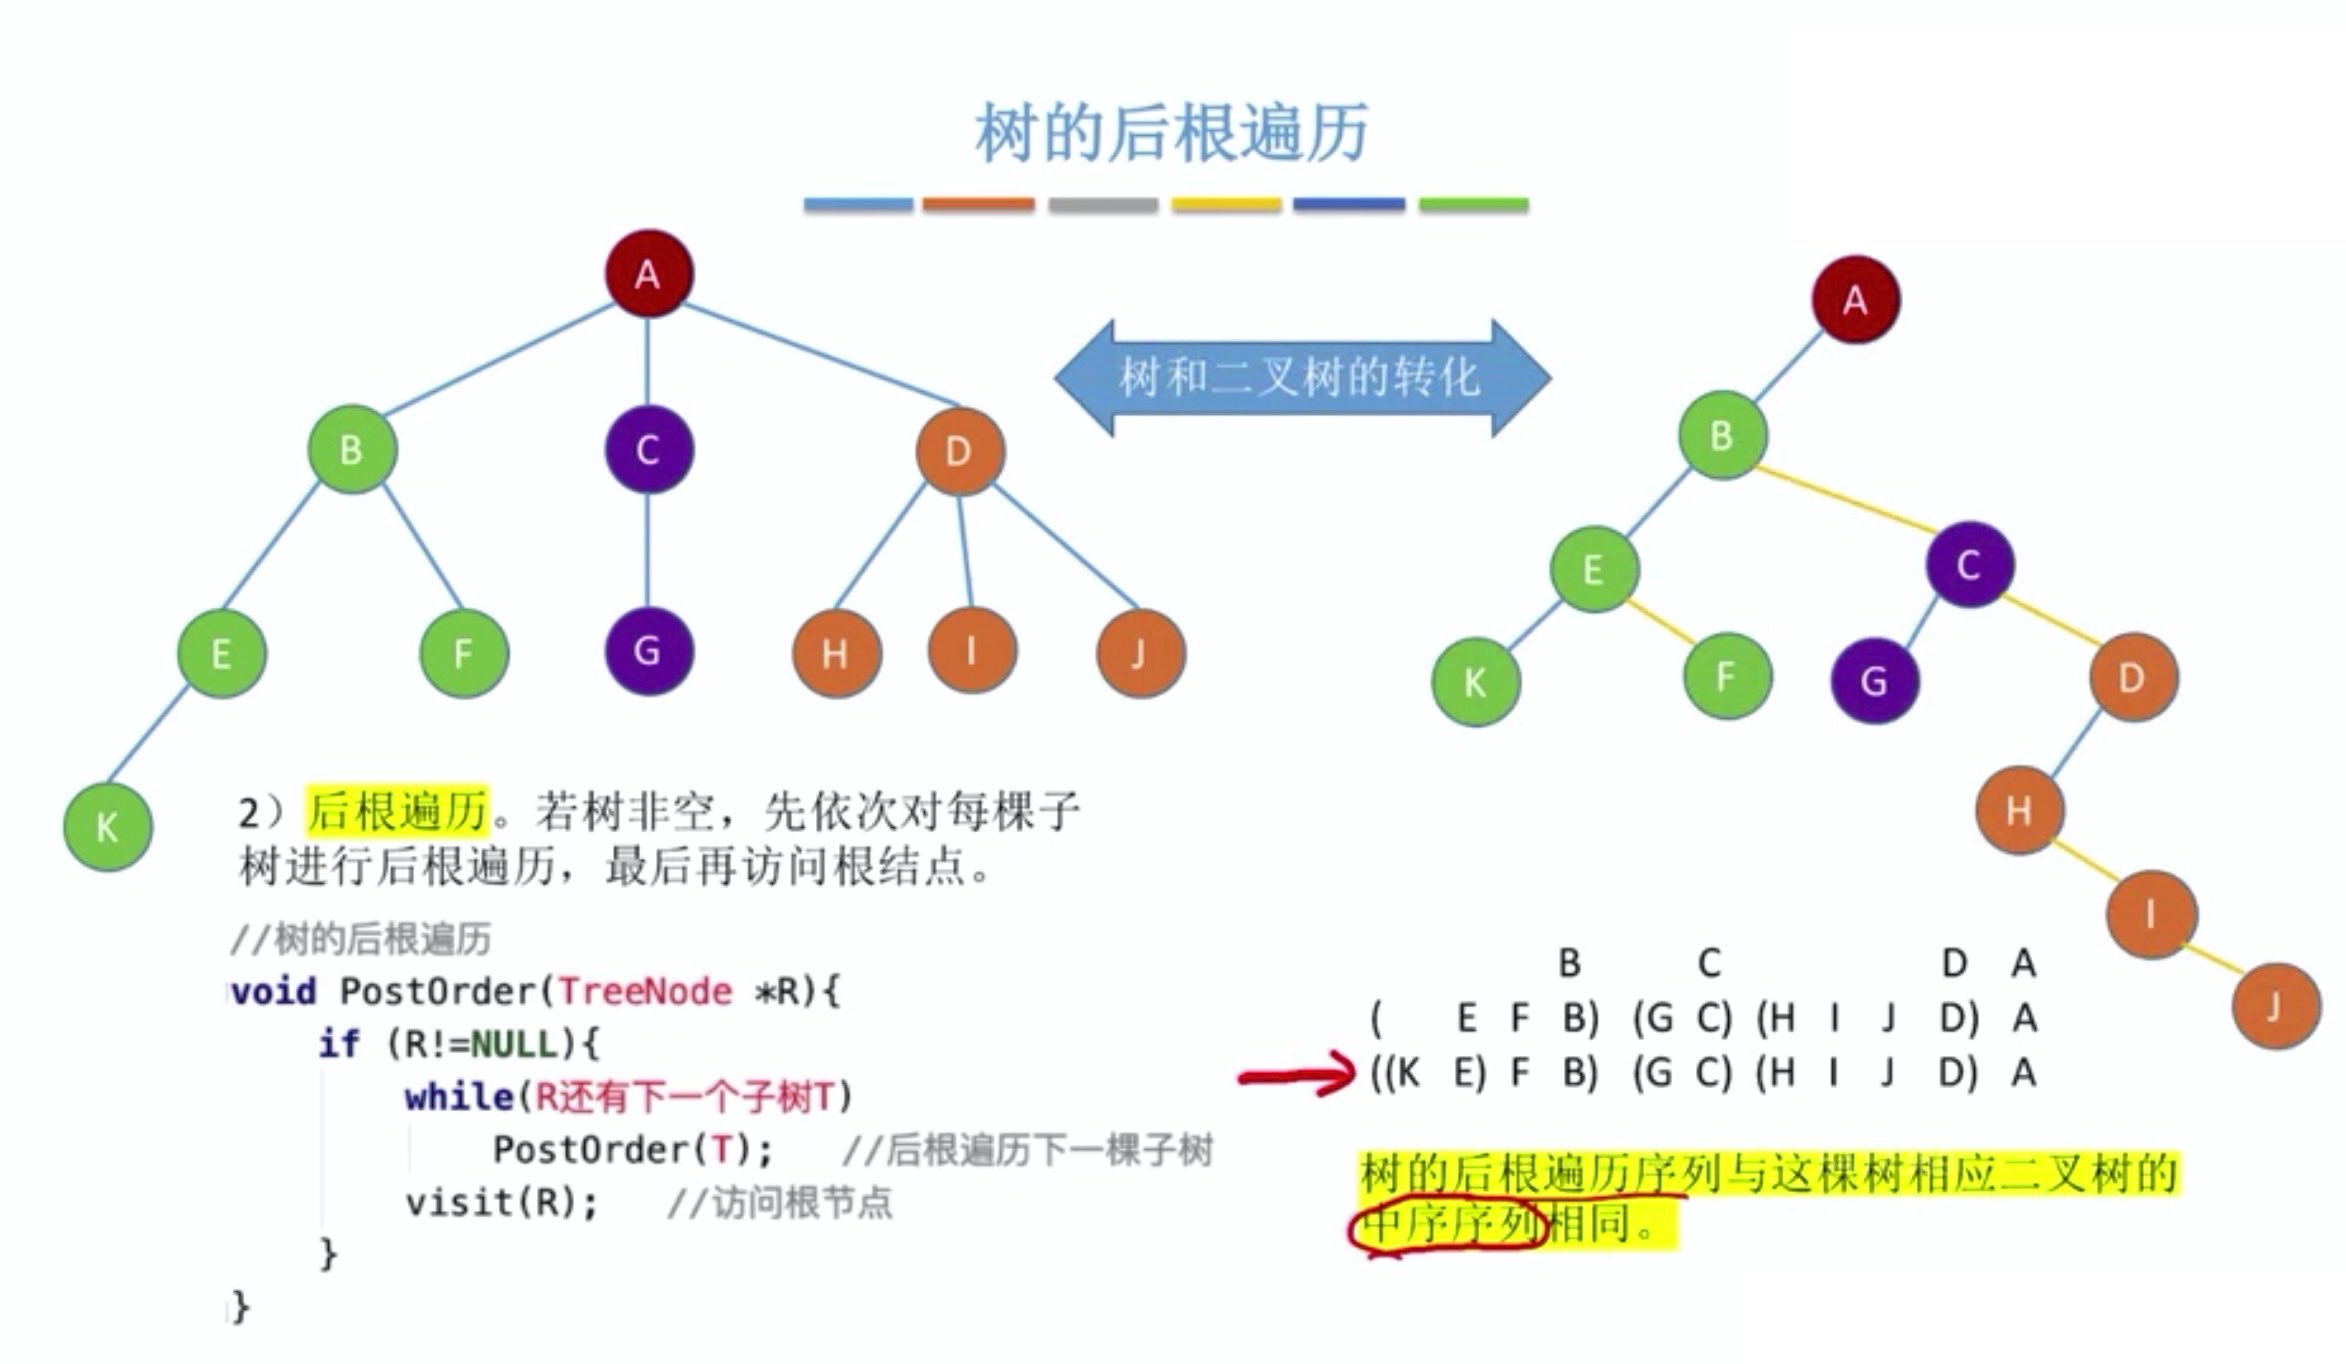 树的后根遍历
A
B
C
D
E
F
G
H
I
J
K
树和二叉树的转化
A
B
E
C
K
F
G
D
H
I
J
2）后根遍历。若树非空，先依次对每棵子
树进行后根遍历，最后再访问根结点。
//树的后根遍历
void PostOrder(TreeNode *R){
if (R!=NULL){
while(R还有下一个子树T)
PostOrder(T); //后根遍历下一棵子树
visit(R); //访问根节点
}
}
B C D A
( E F B) (G C) (H I J D) A
((K E) F B) (G C) (H I J D) A
树的后根遍历序列与这棵树相应二叉树的
中序序列相同。